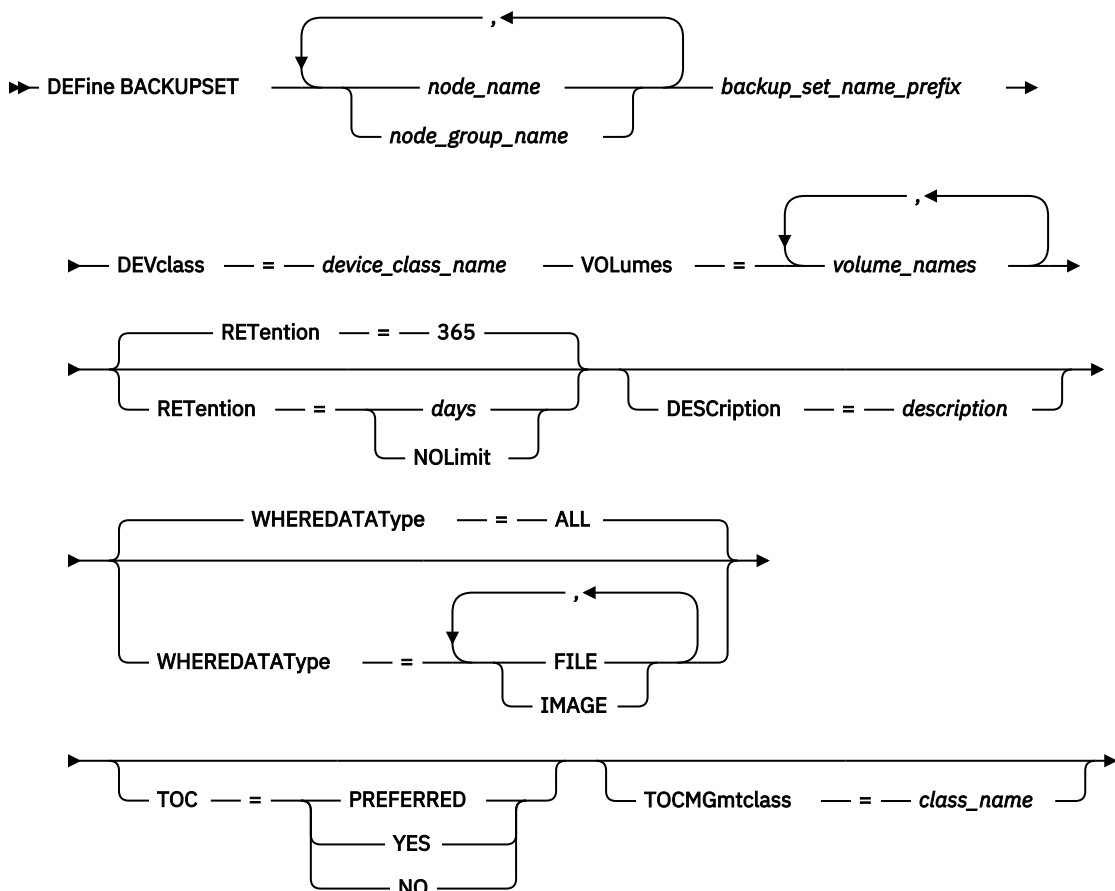 ,
DEFine BACKUPSET node_name backup_set_name_prefix
node_group_name
,
DEVclass = device_class_name VOLumes = volume_names
RETention = 365
RETention = days DESCription = description
NOLimit
WHEREDATAType = ALL
,
WHEREDATAType = FILE
IMAGE
TOC = PREFERRED TOCMGmtclass = class_name
YES
NO